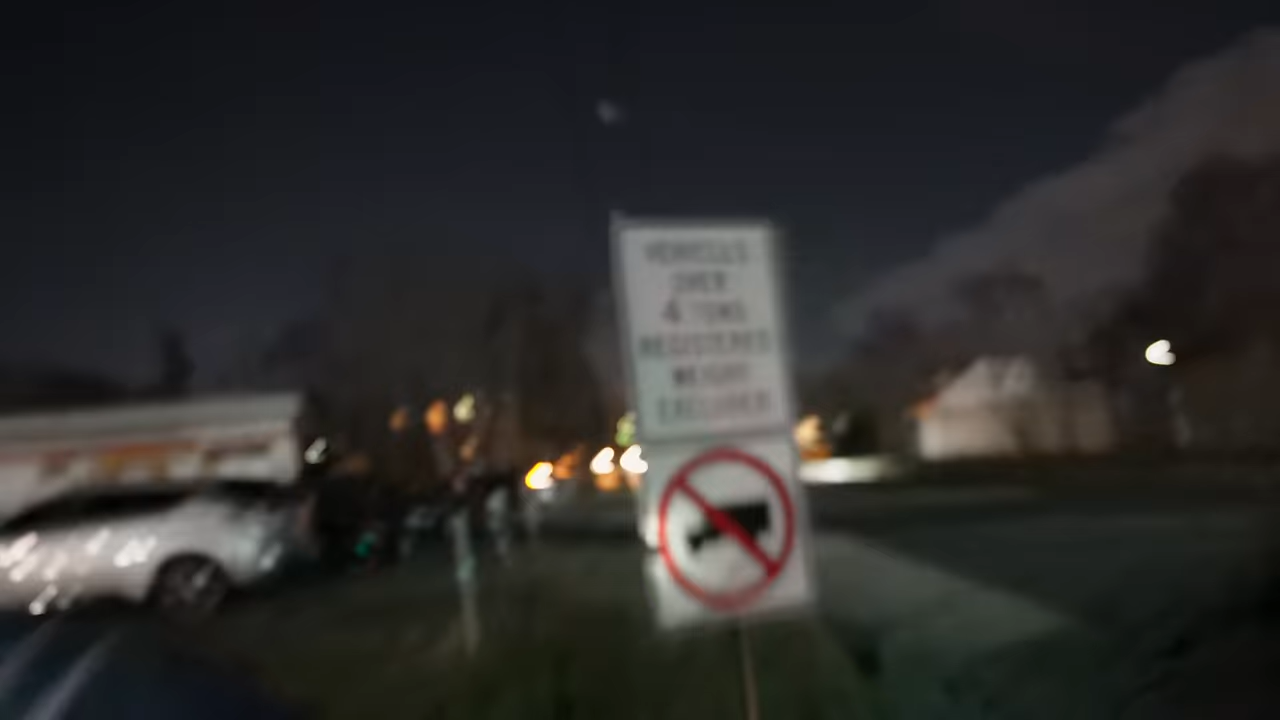 VEHICLES
OVER
4 TONS
REGISTERED
WEIGHT
EXCLUDED